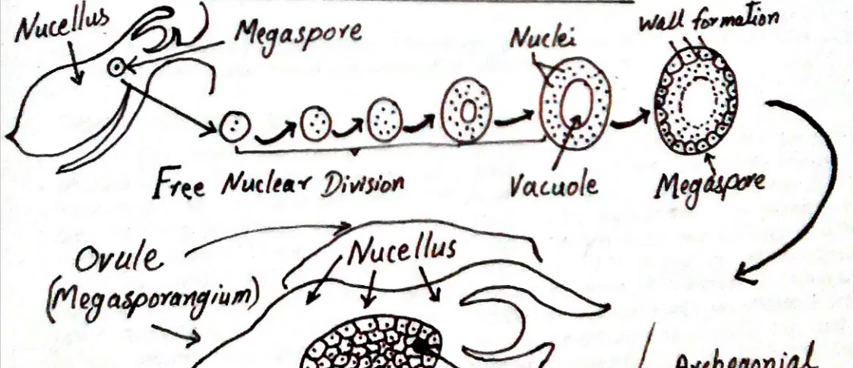 Nucellus
Megaspore
Nuclei
Wall formation
Free Nuclear Division
Vacuole
Megaspore
Ovule
(Megasporangium)
Nucellus
Archegonial